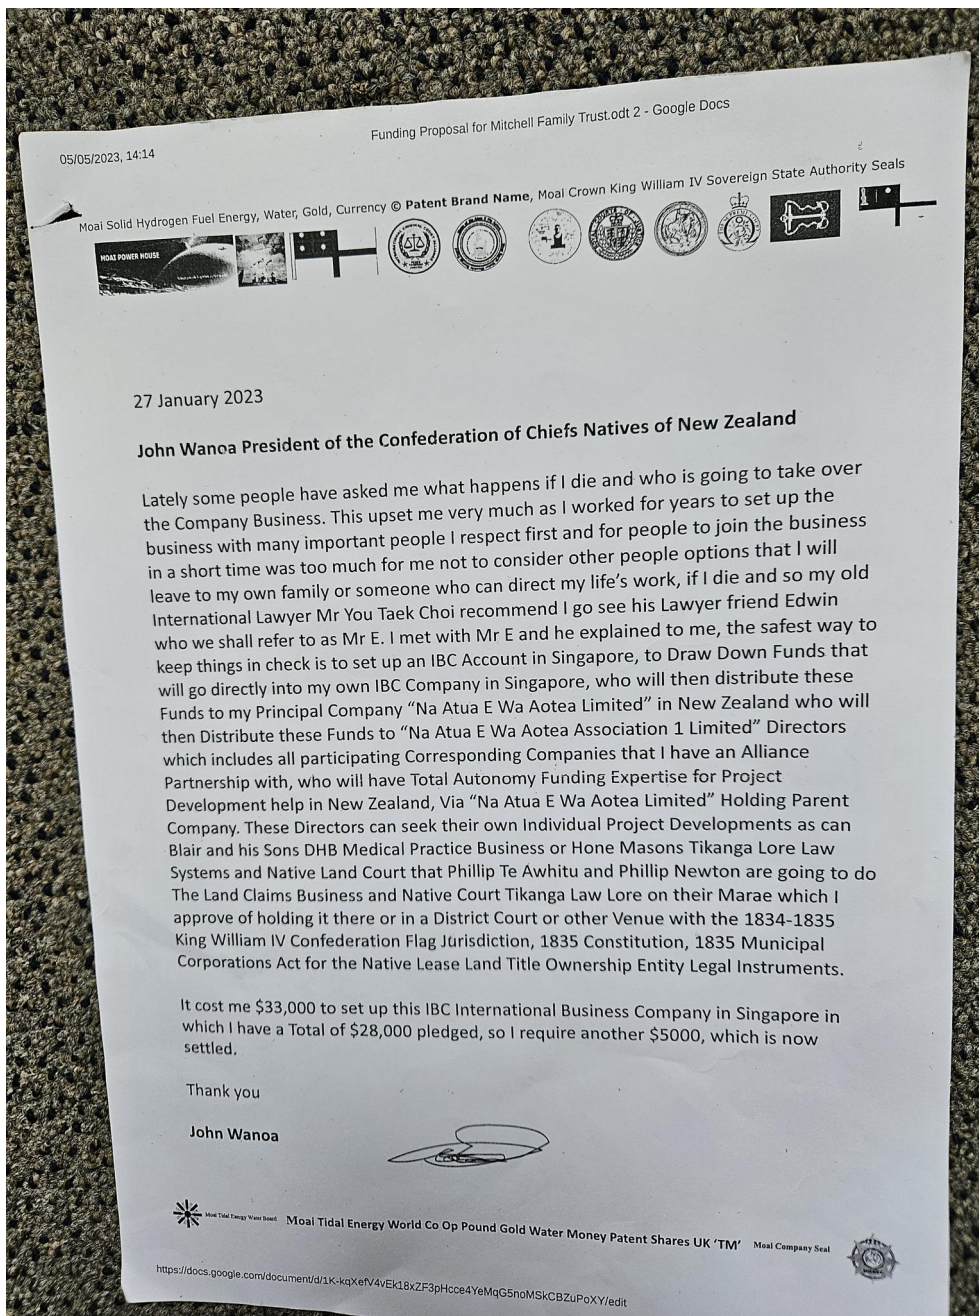 05/05/2023, 14:14
Funding Proposal for Mitchell Family Trust.odt 2 - Google Docs
Moai Solid Hydrogen Fuel Energy, Water, Gold, Currency © Patent Brand Name, Moai Crown King William IV Sovereign State Authority Seals
MOAI POWER HOUSE
27 January 2023
John Wanoa President of the Confederation of Chiefs Natives of New Zealand
Lately some people have asked me what happens if I die and who is going to take over
the Company Business. This upset me very much as I worked for years to set up the
business with many important people I respect first and for people to join the business
in a short time was too much for me not to consider other people options that I will
leave to my own family or someone who can direct my life's work, if I die and so my old
International Lawyer Mr You Taek Choi recommend I go see his Lawyer friend Edwin
who we shall refer to as Mr E. I met with Mr E and he explained to me, the safest way to
keep things in check is to set up an IBC Account in Singapore, to Draw Down Funds that
will go directly into my own IBC Company in Singapore, who will then distribute these
Funds to my Principal Company "Na Atua E Wa Aotea Limited" in New Zealand who will
then Distribute these Funds to "Na Atua E Wa Aotea Association 1 Limited" Directors
which includes all participating Corresponding Companies that I have an Alliance
Partnership with, who will have Total Autonomy Funding Expertise for Project
Development help in New Zealand, Via "Na Atua E Wa Aotea Limited" Holding Parent
Company. These Directors can seek their own Individual Project Developments as can
Blair and his Sons DHB Medical Practice Business or Hone Masons Tikanga Lore Law
Systems and Native Land Court that Phillip Te Awhitu and Phillip Newton are going to do
The Land Claims Business and Native Court Tikanga Law Lore on their Marae which I
approve of holding it there or in a District Court or other Venue with the 1834-1835
King William IV Confederation Flag Jurisdiction, 1835 Constitution, 1835 Municipal
Corporations Act for the Native Lease Land Title Ownership Entity Legal Instruments.
It cost me $33,000 to set up this IBC International Business Company in Singapore in
which I have a Total of $28,000 pledged, so I require another $5000, which is now
settled.
Thank you
John Wanoa
Moai Tidal Energy Water Board Moai Tidal Energy World Co Op Pound Gold Water Money Patent Shares UK 'TM' Moai Company Seal
https://docs.google.com/document/d/1K-kqXefV4vEk18xZF3pHcce4YeMqG5noMSkCBZuPoXY/edit